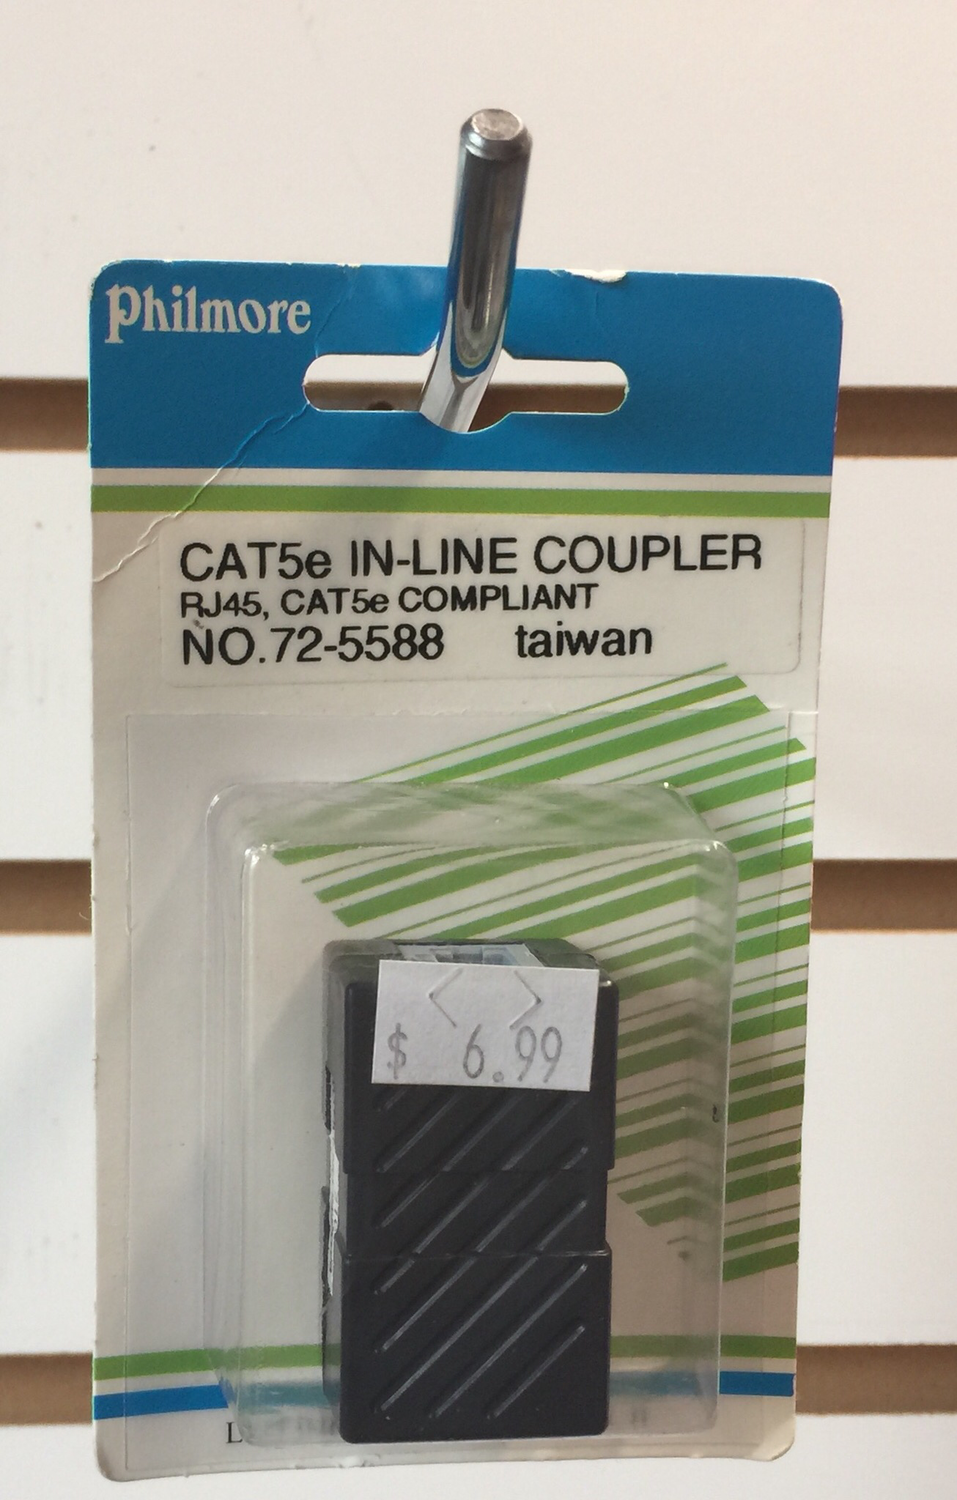 Philmore
CAT5e IN-LINE COUPLER
RJ45, CAT5e COMPLIANT
NO.72-5588 taiwan
$ 6.99